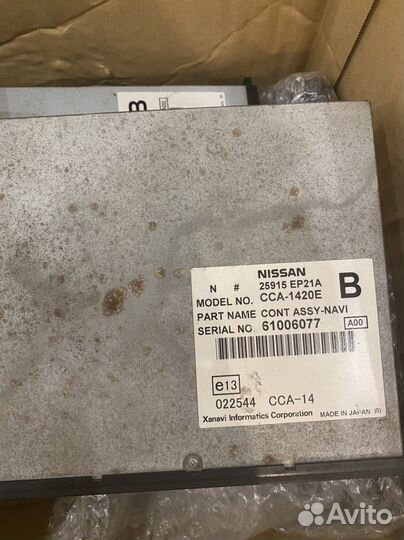 B
NISSAN
N # 25915 EP21A B
MODEL NO. CCA-1420E
PART NAME CONT ASSY-NAVI
SERIAL NO. 61006077 A00
e13
022544 CCA-14
Xanavi Informatics Corporation MADE IN JAPAN (0)
Avito